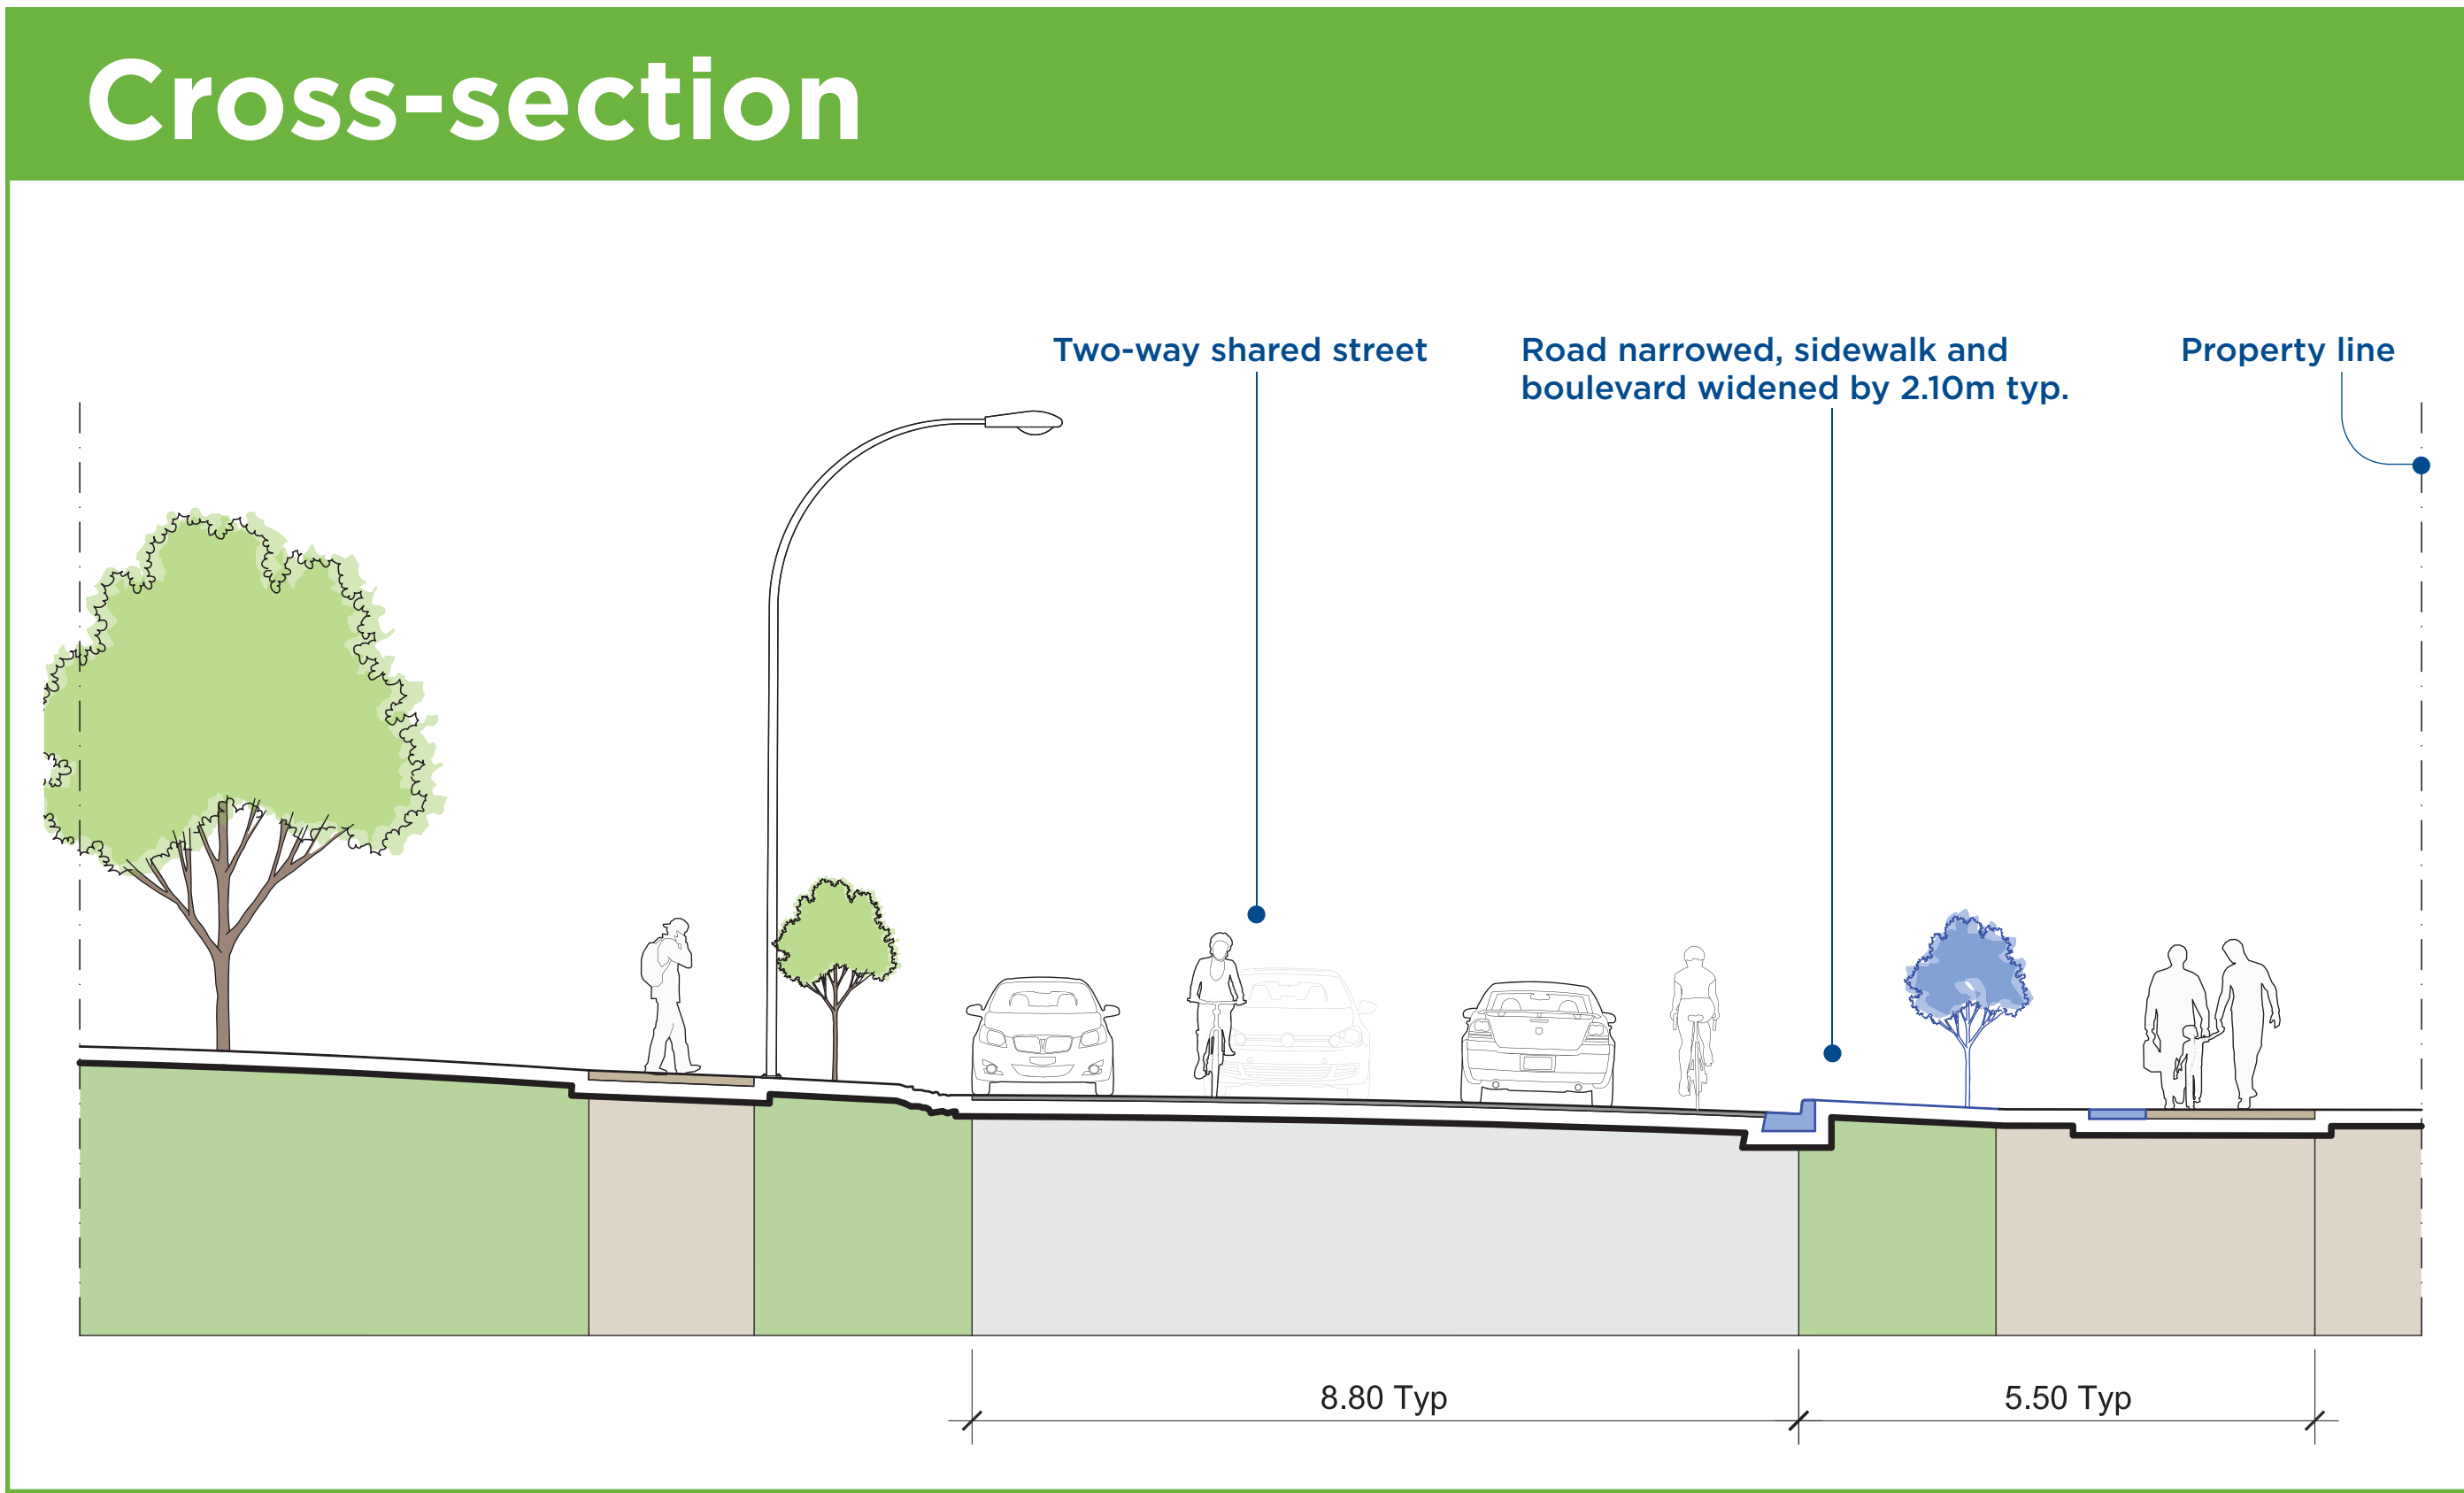 Cross-section
Two-way shared street
Road narrowed, sidewalk and
boulevard widened by 2.10m typ.
Property line
8.80 Typ
5.50 Typ